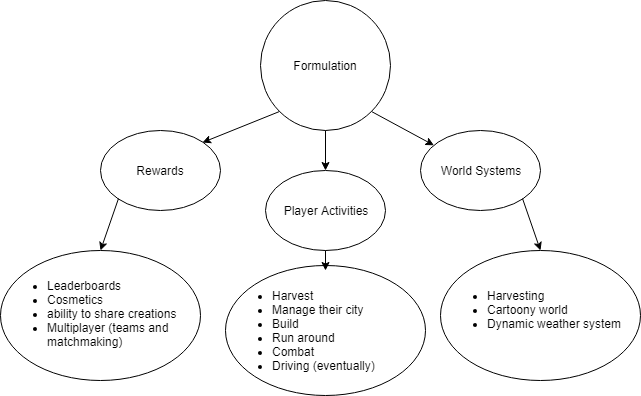 Formulation
Rewards
World Systems
Player Activities
• Leaderboards
• Cosmetics
• ability to share creations
• Multiplayer (teams and
matchmaking)
• Harvest
• Manage their city
• Build
• Run around
• Combat
• Driving (eventually)
• Harvesting
• Cartoony world
• Dynamic weather system